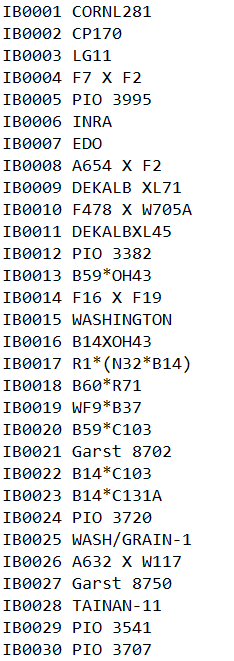 IB0001 CORNL281
IB0002 CP170
IB0003 LG11
IB0004 F7 X F2
IB0005 PIO 3995
IB0006 INRA
IB0007 EDO
IB0008 A654 X F2
IB0009 DEKALB XL71
IB0010 F478 X W705A
IB0011 DEKALBXL45
IB0012 PIO 3382
IB0013 B59*OH43
IB0014 F16 X F19
IB0015 WASHINGTON
IB0016 B14XOH43
IB0017 R1*(N32*B14)
IB0018 B60*R71
IB0019 WF9*B37
IB0020 B59*C103
IB0021 Garst 8702
IB0022 B14*C103
IB0023 B14*C131A
IB0024 PIO 3720
IB0025 WASH/GRAIN-1
IB0026 A632 X W117
IB0027 Garst 8750
IB0028 TAINAN-11
IB0029 PIO 3541
IB0030 PIO 3707